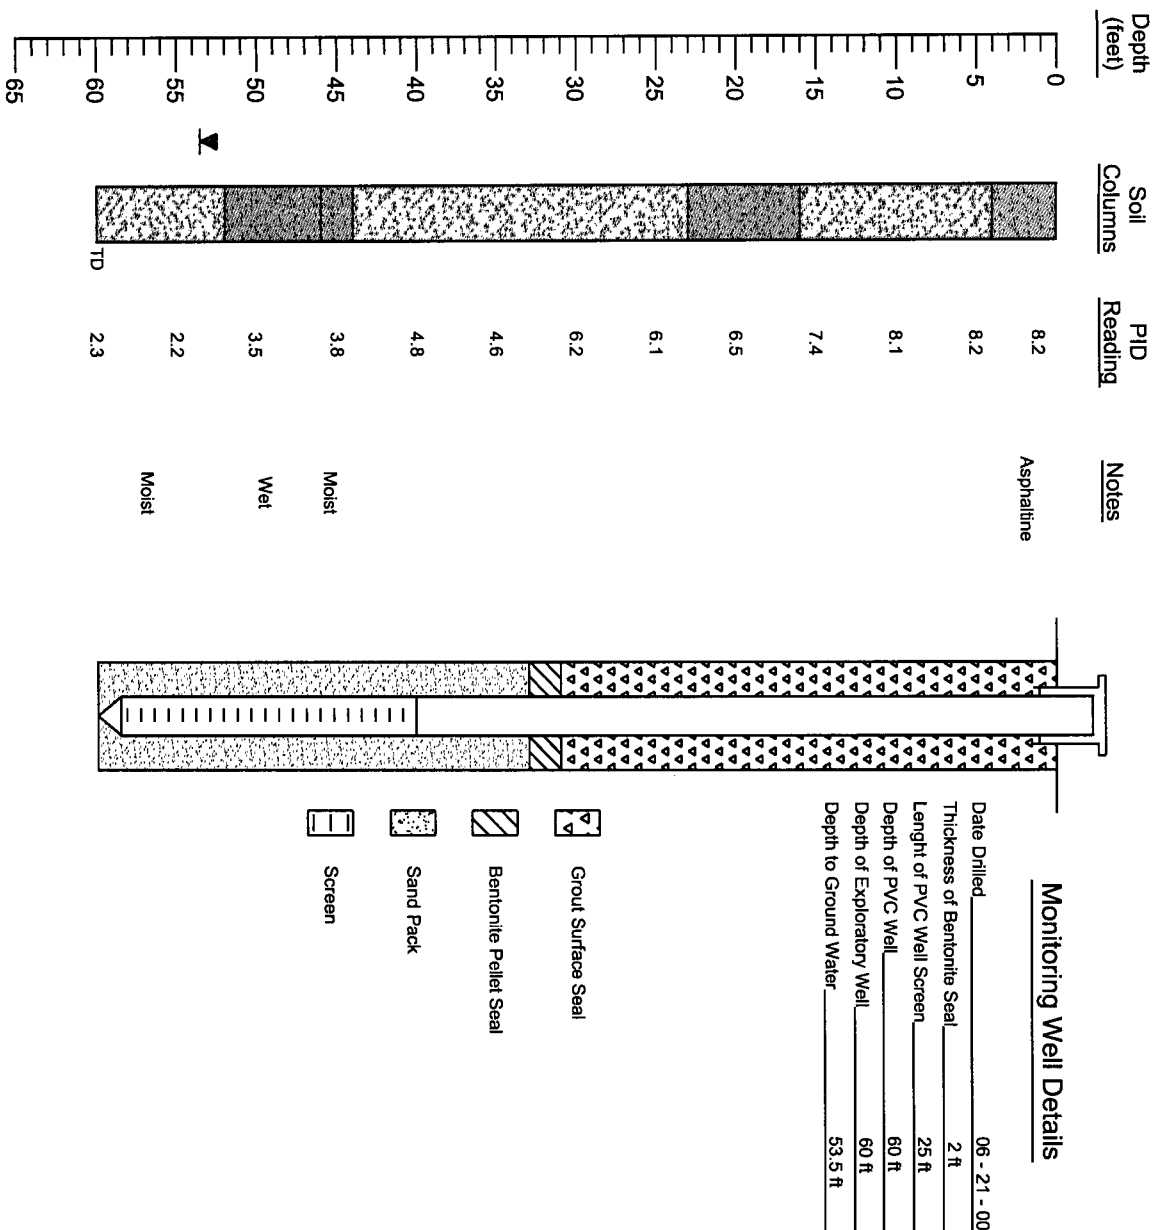 Depth
(feet)
Soil
Columns
PID
Reading
Notes
0
5
10
15
20
25
30
35
40
45
50
55
60
65
TD
8.2
8.2
8.1
7.4
6.5
6.1
6.2
4.6
4.8
3.8
3.5
2.2
2.3
Asphaltine
Moist
Wet
Moist
Monitoring Well Details
Date Drilled 06 - 21 - 00
Thickness of Bentonite Seal 2 ft
Lenght of PVC Well Screen 25 ft
Depth of PVC Well 60 ft
Depth of Exploratory Well 60 ft
Depth to Ground Water 53.5 ft
Grout Surface Seal
Bentonite Pellet Seal
Sand Pack
Screen